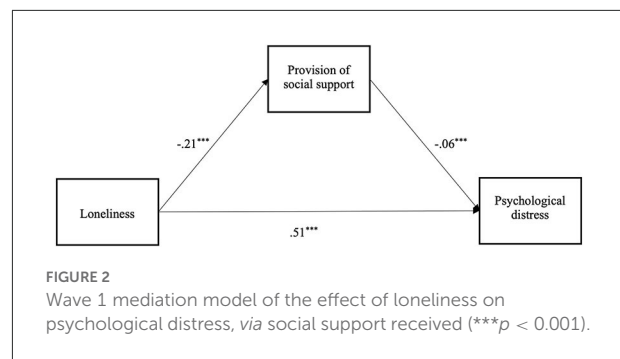 Provision of
social support
-.21***
-.06***
Loneliness
Psychological
distress
.51***
FIGURE 2
Wave 1 mediation model of the effect of loneliness on
psychological distress, via social support received (***p < 0.001).